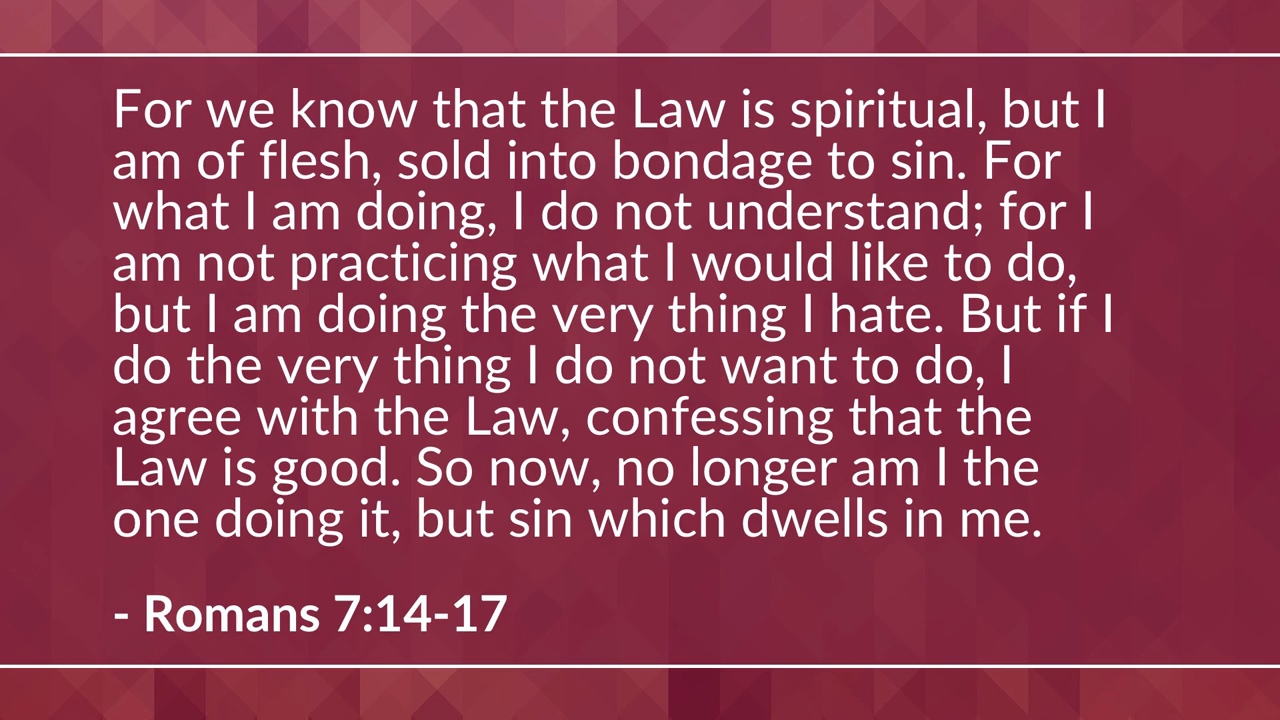 For we know that the Law is spiritual, but I
am of flesh, sold into bondage to sin. For
what I am doing, I do not understand; for I
am not practicing what I would like to do,
but I am doing the very thing I hate. But if I
do the very thing I do not want to do, I
agree with the Law, confessing that the
Law is good. So now, no longer am I the
one doing it, but sin which dwells in me.
- Romans 7:14-17